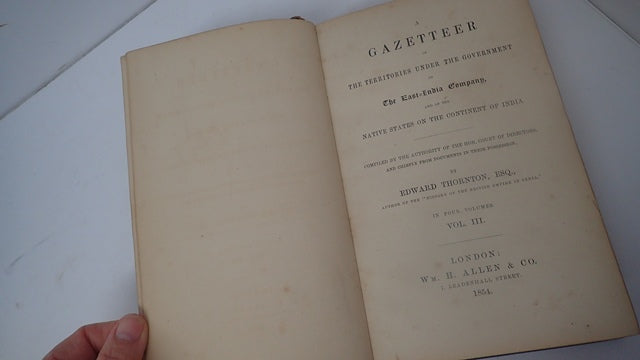 A
GAZETTEER
OF
THE TERRITORIES UNDER THE GOVERNMENT
OF
The East-India Company,
AND OF THE
NATIVE STATES ON THE CONTINENT OF INDIA
COMPILED BY THE AUTHORITY OF THE HON. COURT OF DIRECTORS,
AND CHIEFLY FROM DOCUMENTS IN THEIR POSSESSION.
BY
EDWARD THORNTON, ESQ.,
AUTHOR OF THE "HISTORY OF THE BRITISH EMPIRE IN INDIA."
IN FOUR VOLUMES
VOL. III.
LONDON:
WM. H. ALLEN & CO.
7, LEADENHALL STREET.
1854.